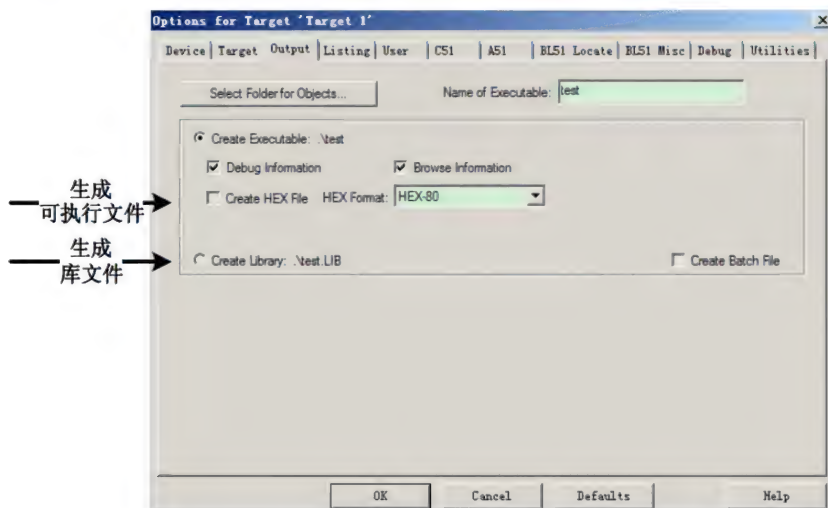 Options for Target 'Target 1'
Device Target Output Listing User C51 A51 BL51 Locate BL51 Misc Debug Utilities
Select Folder for Objects... Name of Executable: test
Create Executable: .\test
Debug Information Browse Information
生成
可执行文件
Create HEX File HEX Format: HEX-80
生成
库文件
Create Library: .\test.LIB Create Batch File
OK Cancel Defaults Help